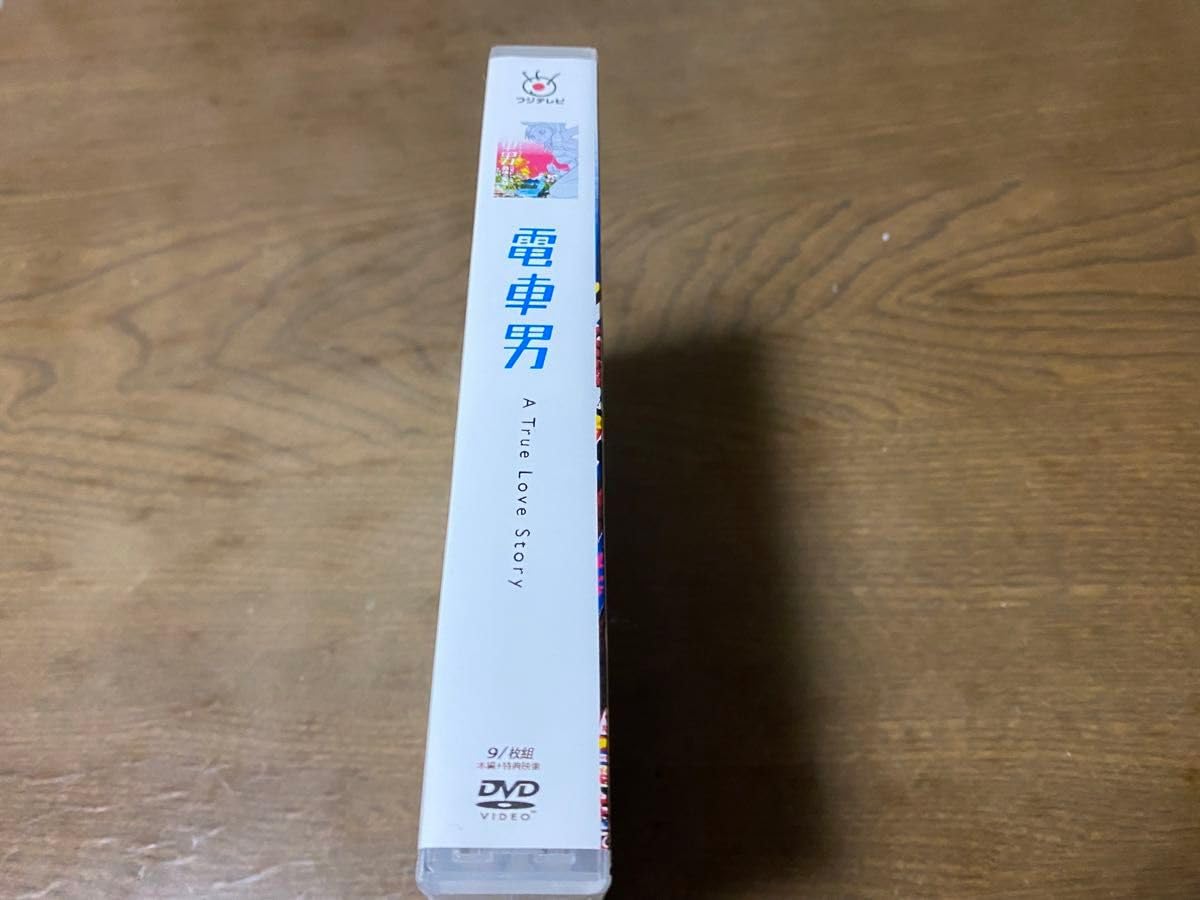 フジテレビ
電車男
A True Love Story
9/枚組
本編+特典映像
DVD
VIDEO™